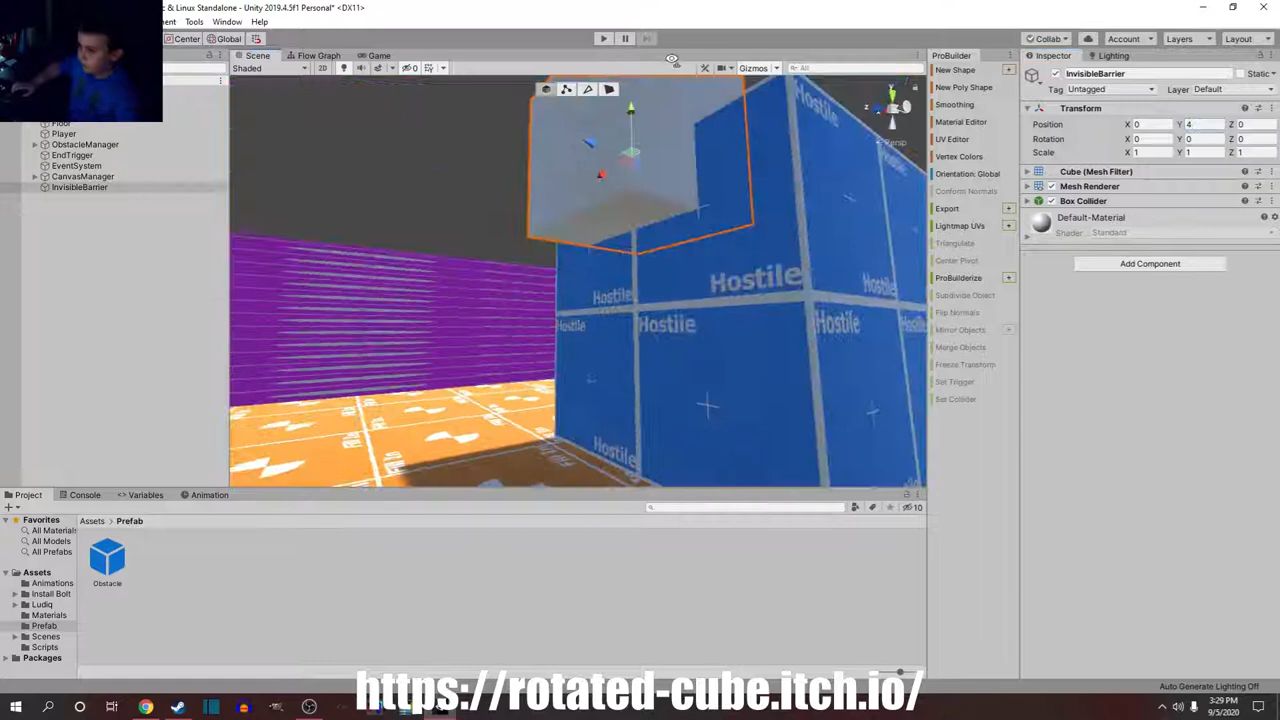 c & Linux Standalone - Unity 2019.4.5f1 Personal* <DX11>
ment Tools Window Help
Center Global
Collab Account Layers Layout
Scene Flow Graph Game
Shaded 2D 0 Gizmos All
Persp
Floor
Player
ObstacleManager
EndTrigger
EventSystem
CanvasManager
InvisibleBarrier
Hostile
Hostile
Hostile
Hostile
Hostile
Hostile
Hostile
Hostile
Hostile
ProBuilder
New Shape
New Poly Shape
Smoothing
Material Editor
UV Editor
Vertex Colors
Orientation: Global
Conform Normals
Export
Lightmap UVs
Triangulate
Center Pivot
ProBuilderize
Subdivide Object
Flip Normals
Mirror Objects
Merge Objects
Freeze Transform
Set Trigger
Set Collider
Inspector Lighting
InvisibleBarrier Static
Tag Untagged Layer Default
Transform
Position X 0 Y 4 Z 0
Rotation X 0 Y 0 Z 0
Scale X 1 Y 1 Z 1
Cube (Mesh Filter)
Mesh Renderer
Box Collider
Default-Material
Shader Standard
Add Component
Project Console Variables Animation
10
Favorites
All Materials
All Models
All Prefabs
Assets
Animations
Install Bolt
Ludiq
Materials
Prefab
Scenes
Scripts
Packages
Assets > Prefab
Obstacle
https://rotated-cube.itch.io/
Auto Generate Lighting Off
3:29 PM
9/5/2020